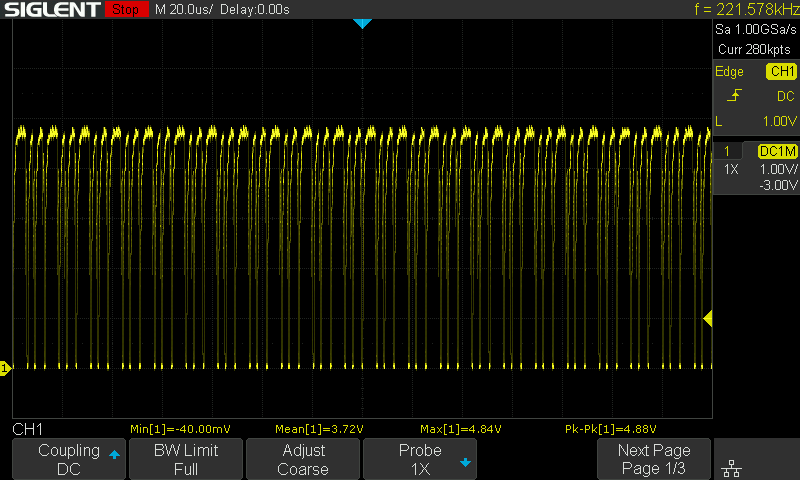 SIGLENT Stop M 20.0us/ Delay:0.00s f = 221.578kHz
Sa 1.00GSa/s
Curr 280kpts
Edge CH1
DC
L 1.00V
1 DC1M
1X 1.00V/
-3.00V
1
CH1 Min[1]=-40.00mV Mean[1]=3.72V Max[1]=4.84V Pk-Pk[1]=4.88V
Coupling BW Limit Adjust Probe Next Page
DC Full Coarse 1X Page 1/3